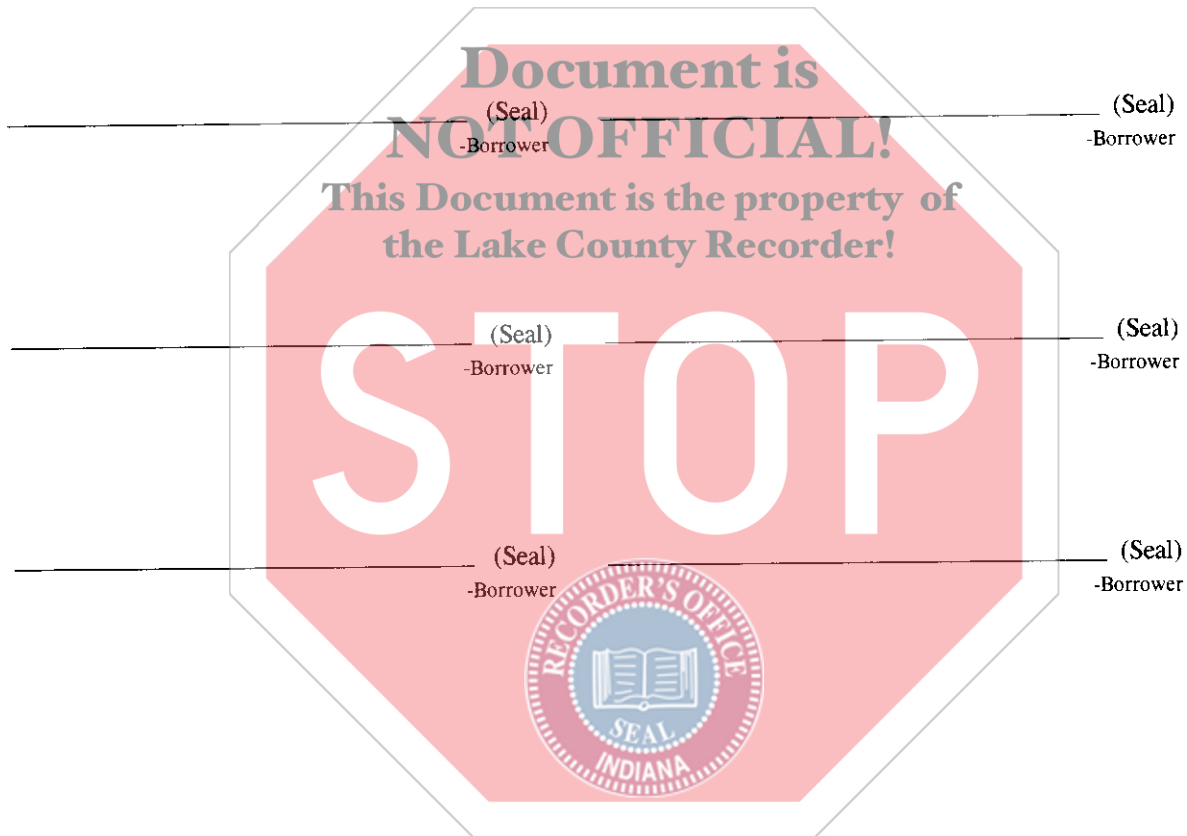 Document is
(Seal) (Seal)
NOT OFFICIAL!
-Borrower -Borrower
This Document is the property of
the Lake County Recorder!
STOP
(Seal) (Seal)
-Borrower -Borrower
(Seal) (Seal)
-Borrower -Borrower
RECORDER'S OFFICE
SEAL
INDIANA